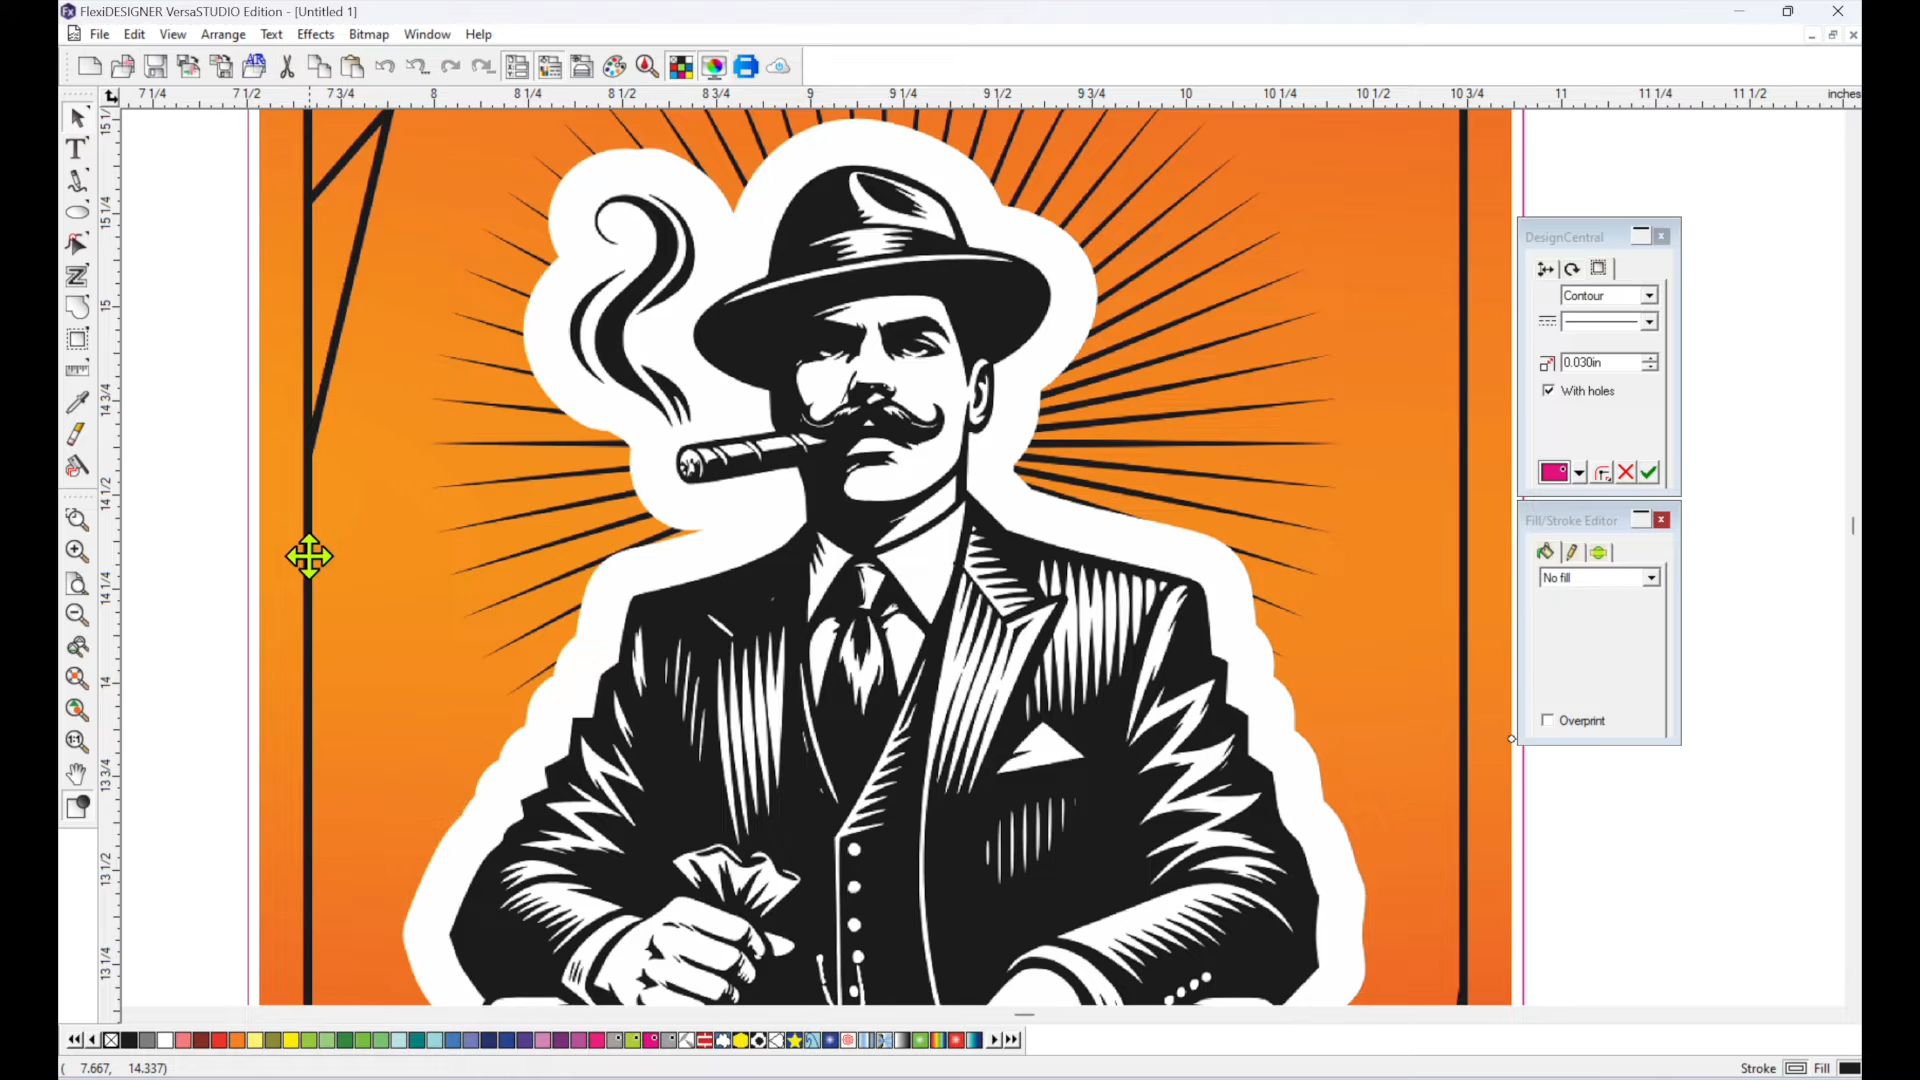 FlexiDESIGNER VersaSTUDIO Edition - [Untitled 1]
File Edit View Arrange Text Effects Bitmap Window Help
7 1/4 7 1/2 7 3/4 8 8 1/4 8 1/2 8 3/4 9 9 1/4 9 1/2 9 3/4 10 10 1/4 10 1/2 10 3/4 11 11 1/4 11 1/2 inches
15 1/
15 1/4
15
14 3/4
14 1/2
14 1/4
14
13 3/4
13 1/2
13 1/4
DesignCentral
Contour
0.030in
With holes
Fill/Stroke Editor
No fill
Overprint
( 7.667, 14.337)
Stroke Fill